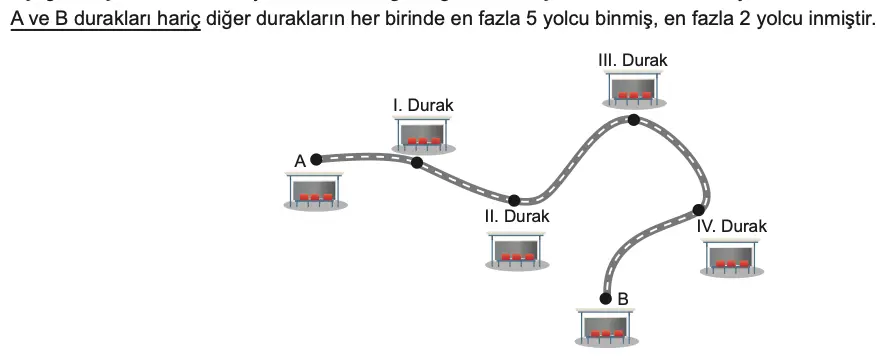 A ve B durakları hariç diğer durakların her birinde en fazla 5 yolcu binmiş, en fazla 2 yolcu inmiştir.
III. Durak
I. Durak
A
II. Durak
IV. Durak
B